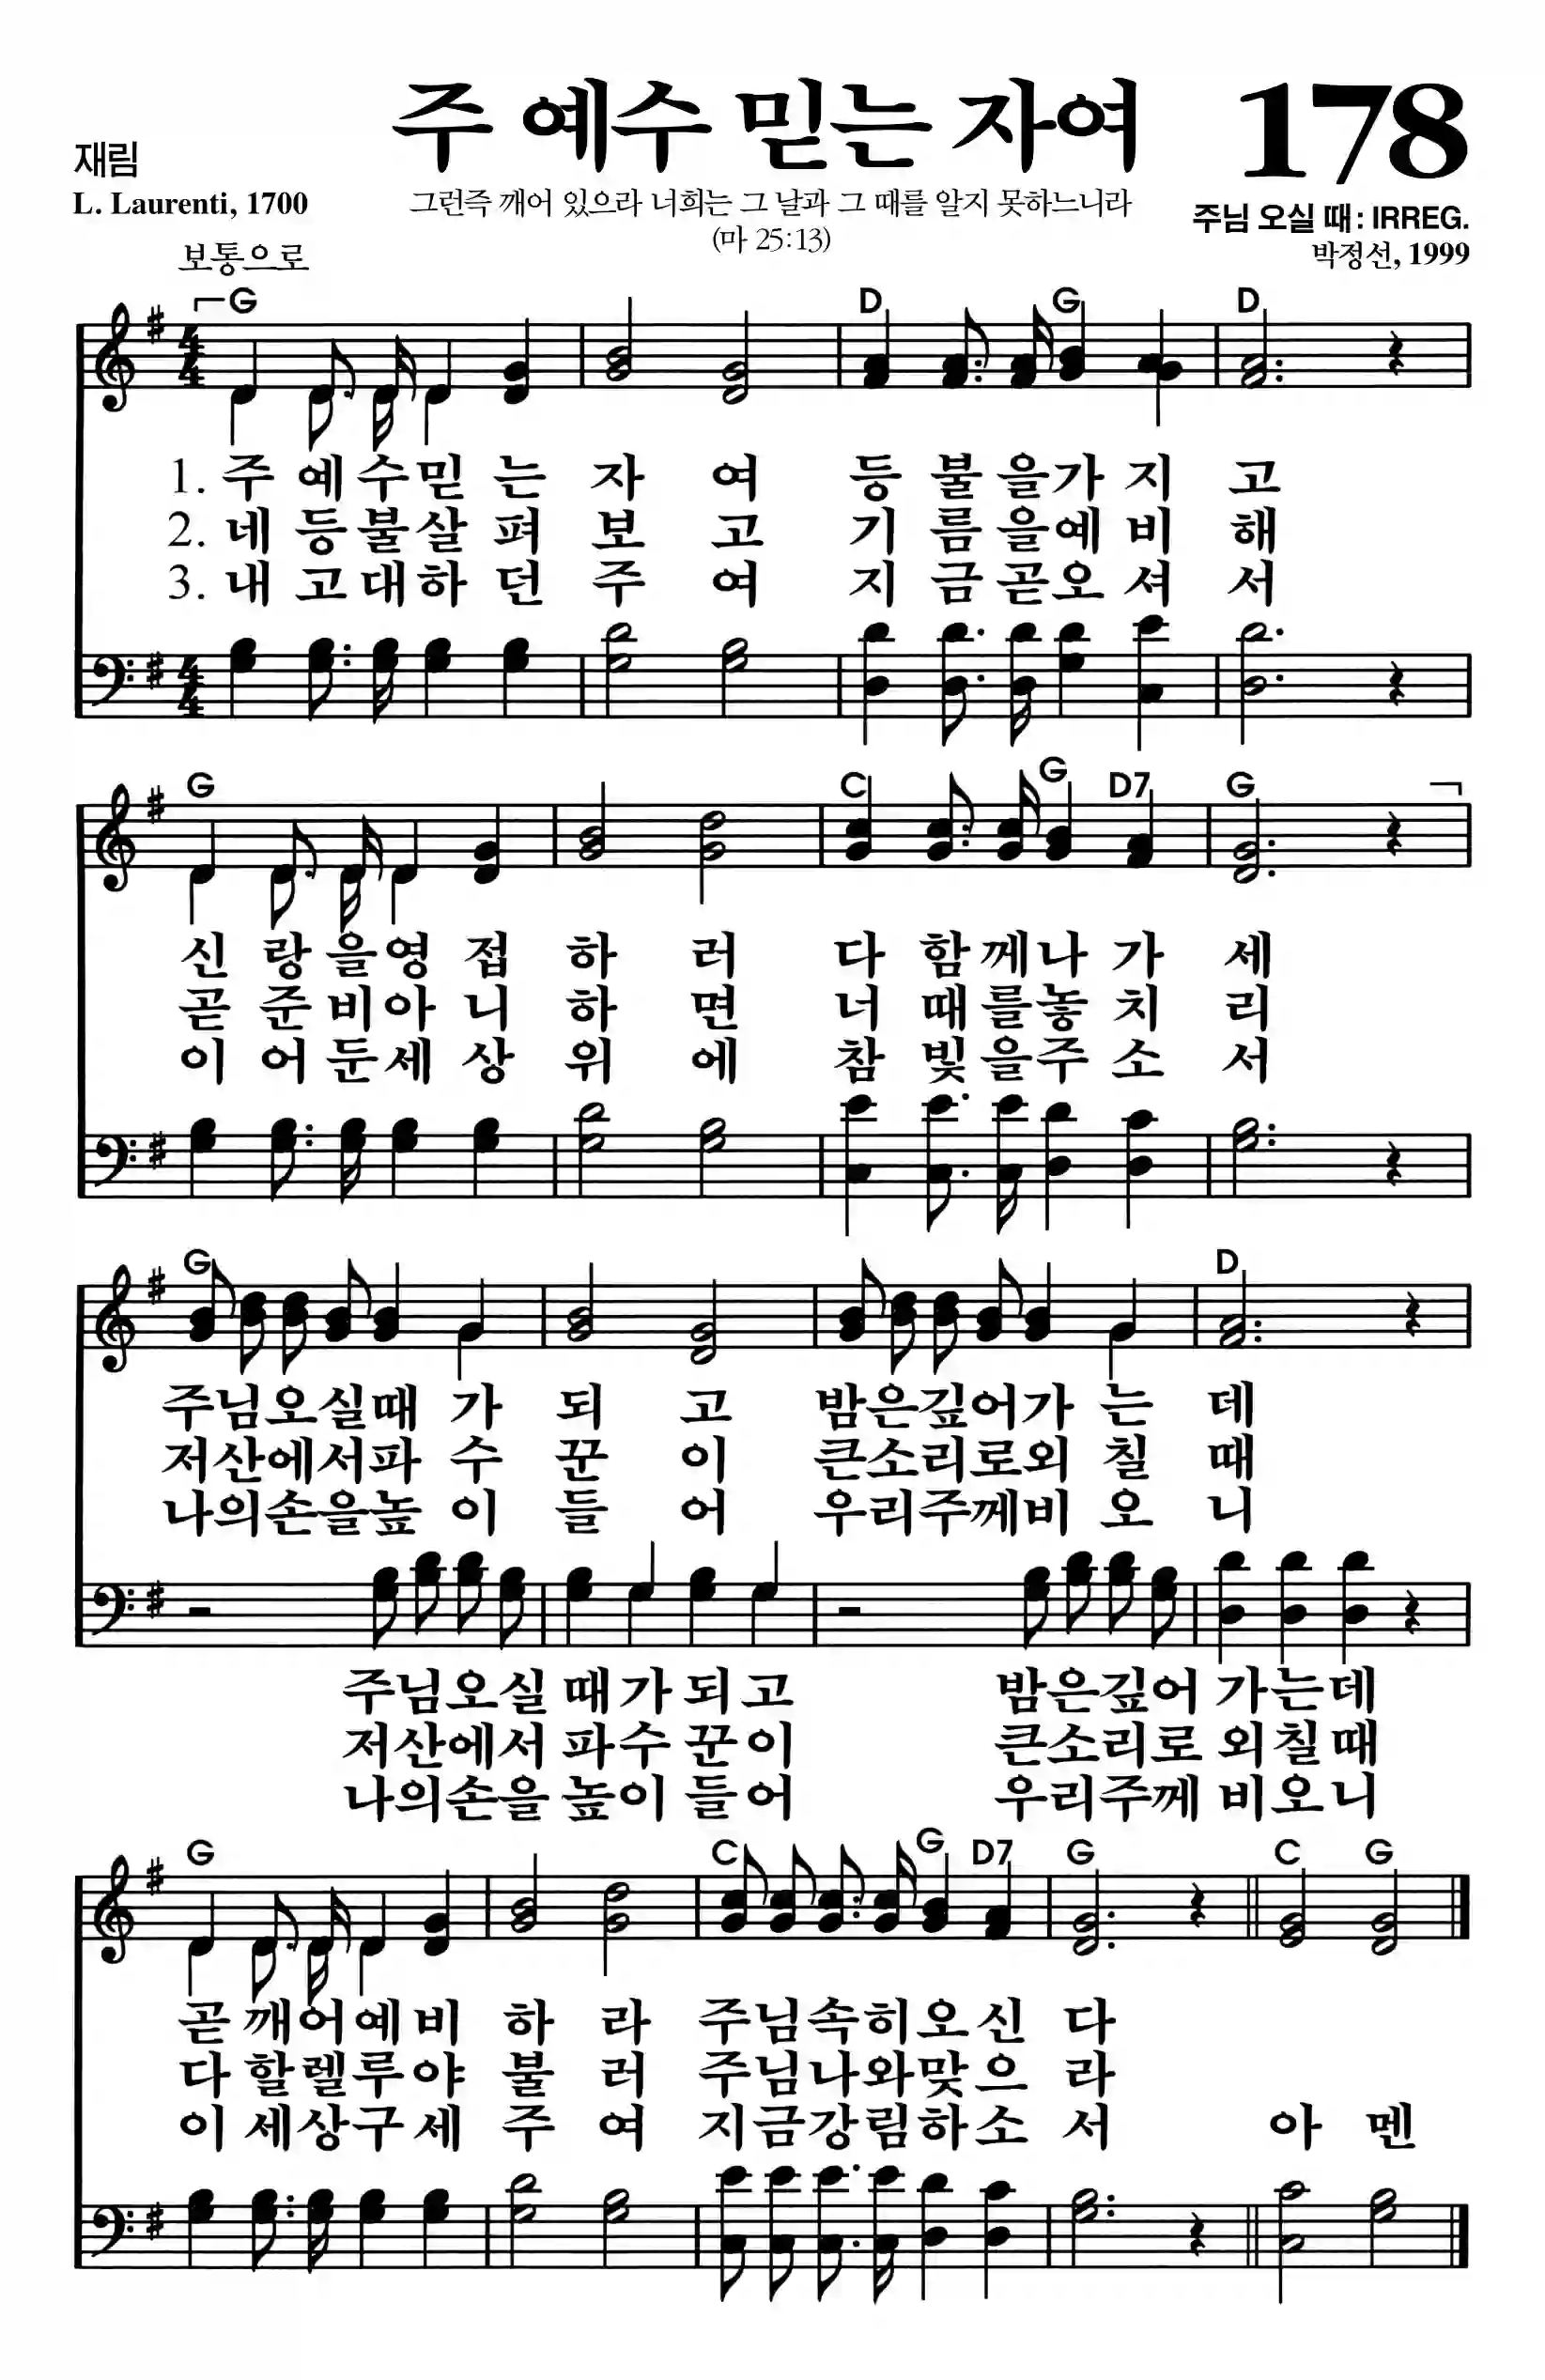 주 예수 믿는 자여
178
재림
L. Laurenti, 1700
그런즉 깨어 있으라 너희는 그 날과 그 때를 알지 못하느니라
(마 25:13)
주님 오실 때: IRREG.
박정선, 1999
보통으로
G D G D
1. 주 예 수 믿 는 자 여 등 불 을 가 지 고
2. 네 등 불 살 펴 보 고 기 름 을 예 비 해
3. 내 고 대 하 던 주 여 지 금 곧 오 셔 서
G C G D7 G
신 랑 을 영 접 하 러 다 함 께 나 가 세
곧 준 비 아 니 하 면 너 때 를 놓 치 리
이 어 둔 세 상 위 에 참 빛 을 주 소 서
G D
주님오실때 가 되 고 밤은깊어가 는 데
저산에서파 수 꾼 이 큰소리로외 칠 때
나의손을높 이 들 어 우리주께비 오 니
주님오실 때가 되고 밤은깊어 가는데
저산에서 파수 꾼이 큰소리로 외칠때
나의손을 높이 들어 우리주께 비오니
G C G D7 G C G
곧 깨어예 비 하 라 주님속히오신 다
다 할렐루 야 불 러 주님나와맞으 라
이 세상구 세 주 여 지금강림하소 서 아 멘